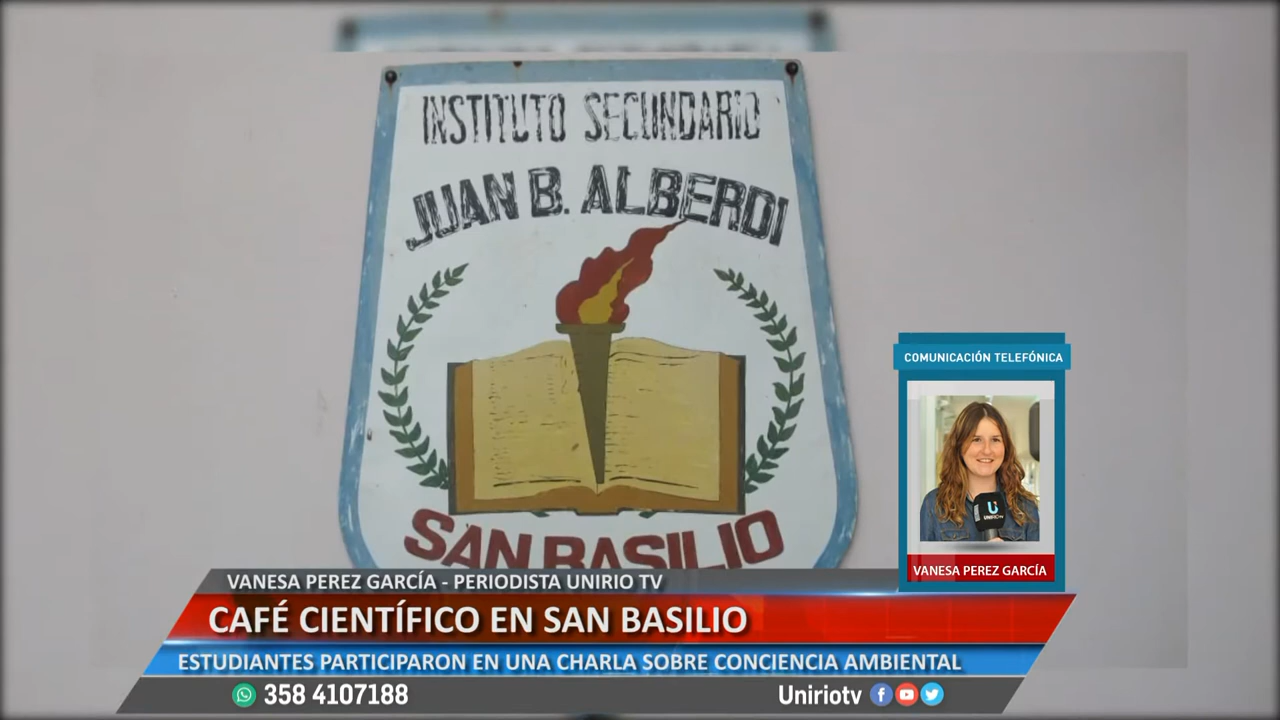 INSTITUTO SECUNDARIO
JUAN B. ALBERDI
SAN BASILIO
COMUNICACIÓN TELEFÓNICA
UNIRIOTV
VANESA PEREZ GARCÍA
VANESA PEREZ GARCÍA - PERIODISTA UNIRIO TV
CAFÉ CIENTÍFICO EN SAN BASILIO
ESTUDIANTES PARTICIPARON EN UNA CHARLA SOBRE CONCIENCIA AMBIENTAL
358 4107188
Uniriotv